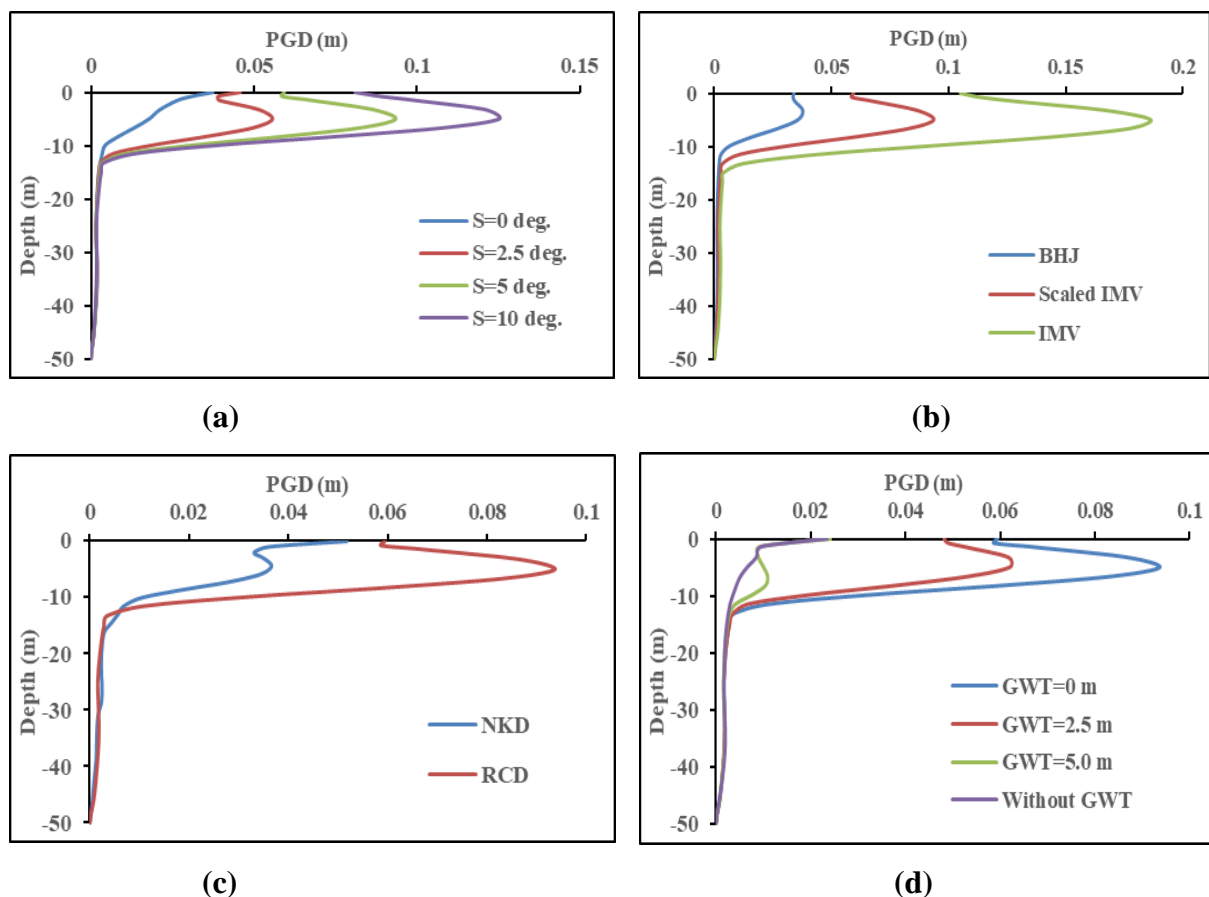 PGD (m)
0 0.05 0.1 0.15
0
-10
-20
-30
-40
-50
Depth (m)
S=0 deg.
S=2.5 deg.
S=5 deg.
S=10 deg.
(a)
PGD (m)
0 0.05 0.1 0.15 0.2
0
-10
-20
-30
-40
-50
Depth (m)
BHJ
Scaled IMV
IMV
(b)
PGD (m)
0 0.02 0.04 0.06 0.08 0.1
0
-10
-20
-30
-40
-50
Depth (m)
NKD
RCD
(c)
PGD (m)
0 0.02 0.04 0.06 0.08 0.1
0
-10
-20
-30
-40
-50
Depth (m)
GWT=0 m
GWT=2.5 m
GWT=5.0 m
Without GWT
(d)